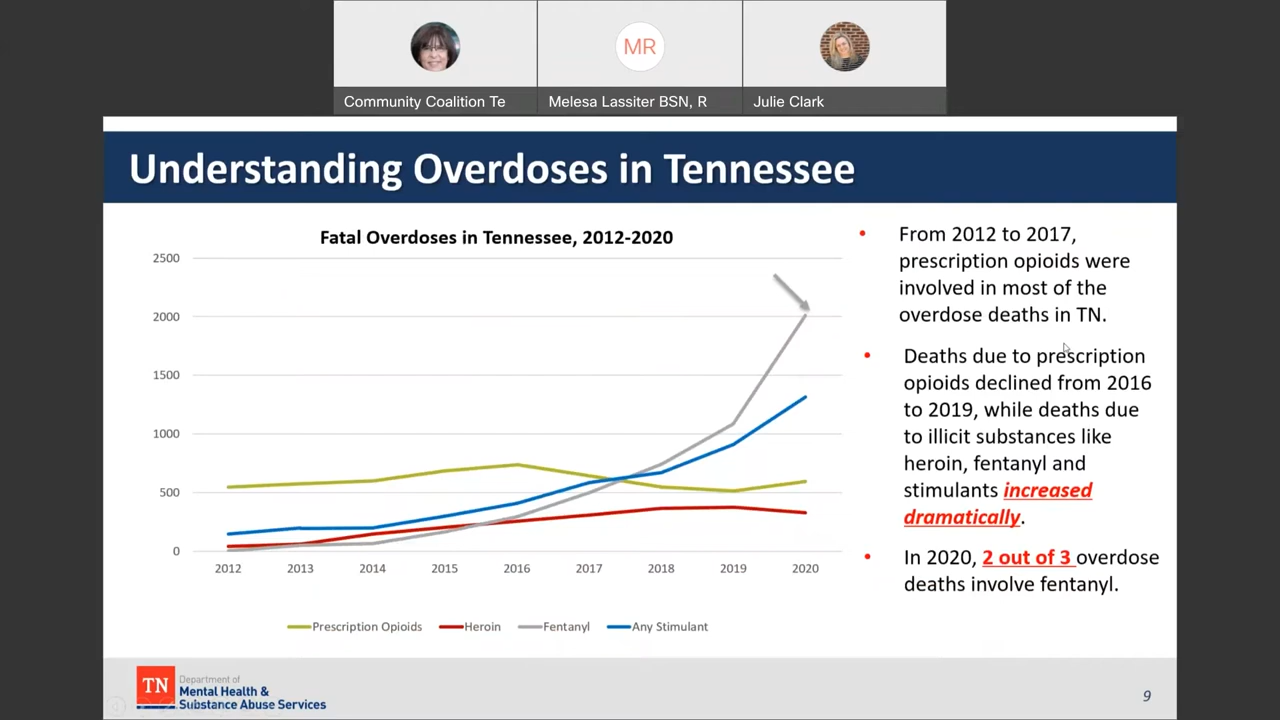 MR
Community Coalition Te
Melesa Lassiter BSN, R
Julie Clark
Understanding Overdoses in Tennessee
Fatal Overdoses in Tennessee, 2012-2020
2500
2000
1500
1000
500
0
2012 2013 2014 2015 2016 2017 2018 2019 2020
Prescription Opioids Heroin Fentanyl Any Stimulant
• From 2012 to 2017,
prescription opioids were
involved in most of the
overdose deaths in TN.
• Deaths due to prescription
opioids declined from 2016
to 2019, while deaths due
to illicit substances like
heroin, fentanyl and
stimulants increased
dramatically.
• In 2020, 2 out of 3 overdose
deaths involve fentanyl.
TN
Department of
Mental Health &
Substance Abuse Services
9